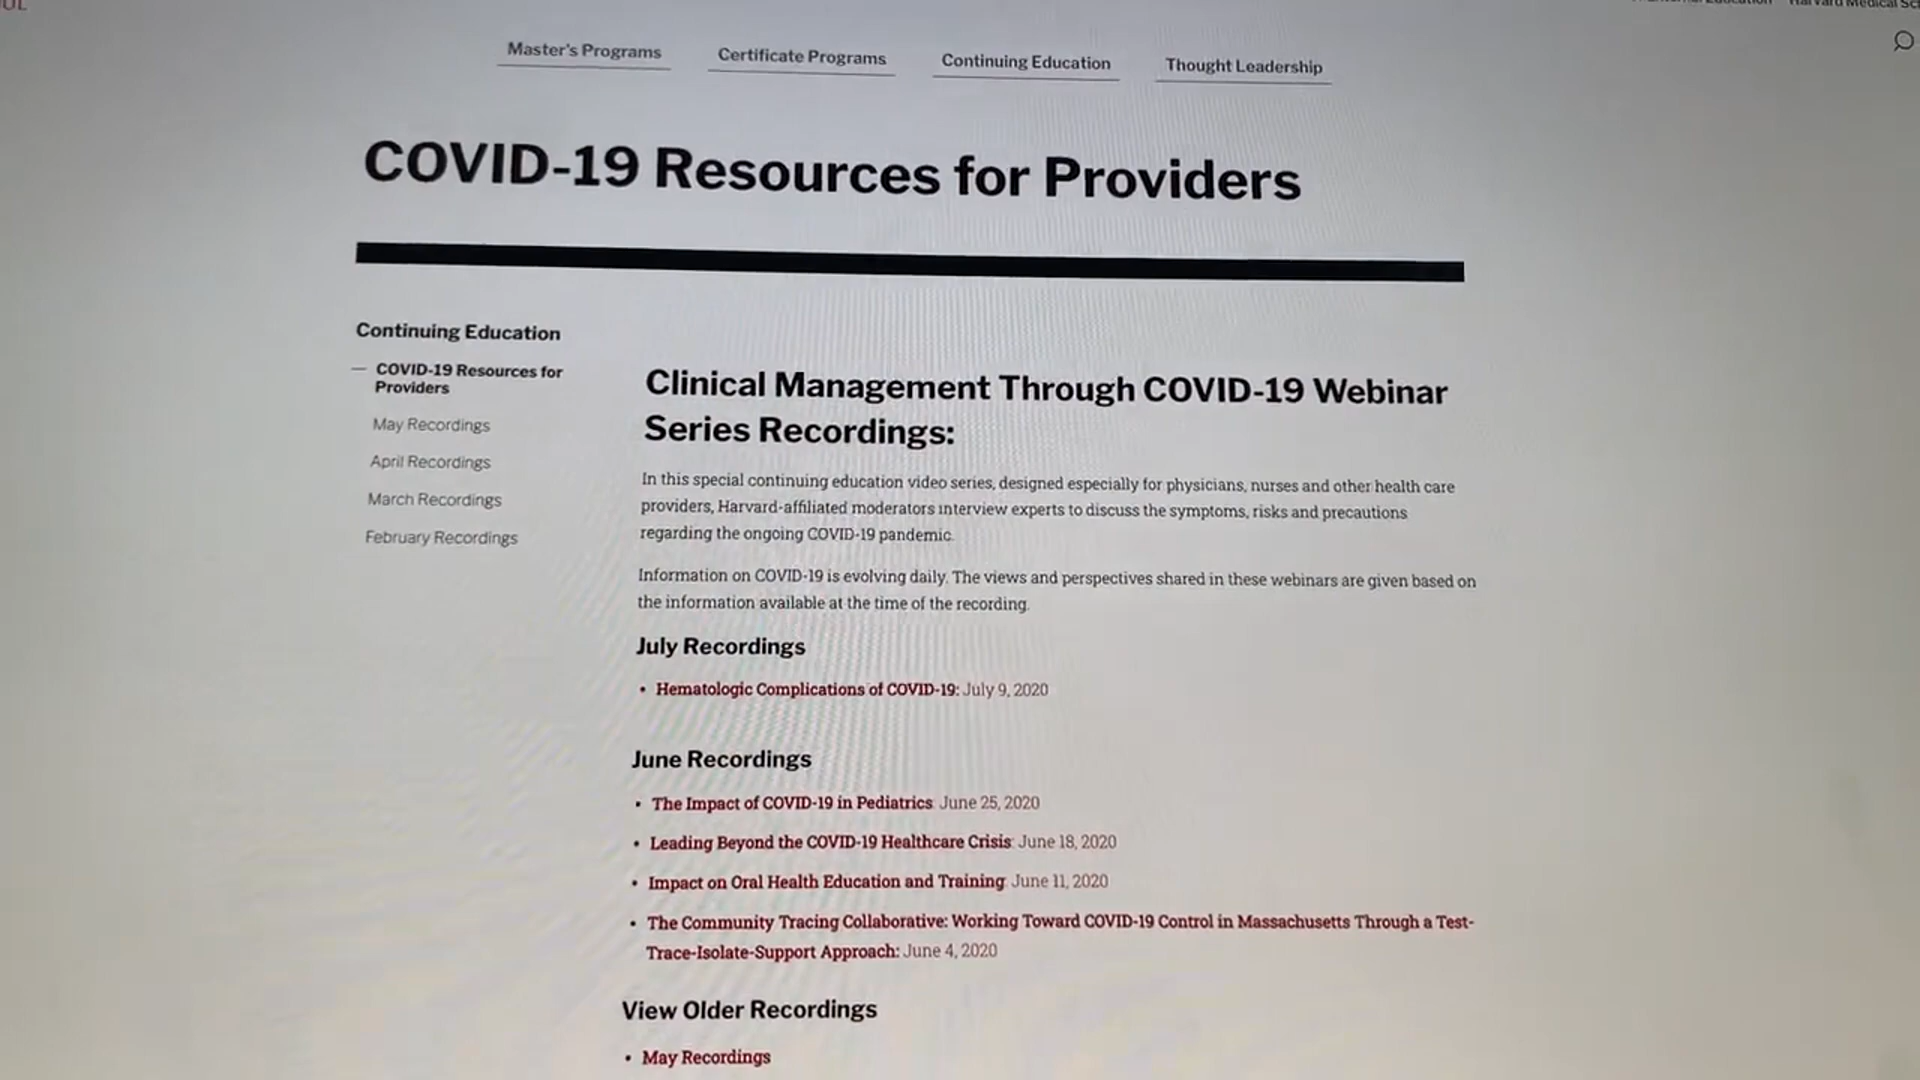 Harvard Medical
Master's Programs
Certificate Programs
Continuing Education
Thought Leadership
COVID-19 Resources for Providers
Continuing Education
COVID-19 Resources for
Providers
May Recordings
April Recordings
March Recordings
February Recordings
Clinical Management Through COVID-19 Webinar
Series Recordings:
In this special continuing education video series, designed especially for physicians, nurses and other health care
providers, Harvard-affiliated moderators interview experts to discuss the symptoms, risks and precautions
regarding the ongoing COVID-19 pandemic.
Information on COVID-19 is evolving daily. The views and perspectives shared in these webinars are given based on
the information available at the time of the recording.
July Recordings
• Hematologic Complications of COVID-19: July 9, 2020
June Recordings
• The Impact of COVID-19 in Pediatrics: June 25, 2020
• Leading Beyond the COVID-19 Healthcare Crisis: June 18, 2020
• Impact on Oral Health Education and Training: June 11, 2020
• The Community Tracing Collaborative: Working Toward COVID-19 Control in Massachusetts Through a Test-
Trace-Isolate-Support Approach: June 4, 2020
View Older Recordings
• May Recordings